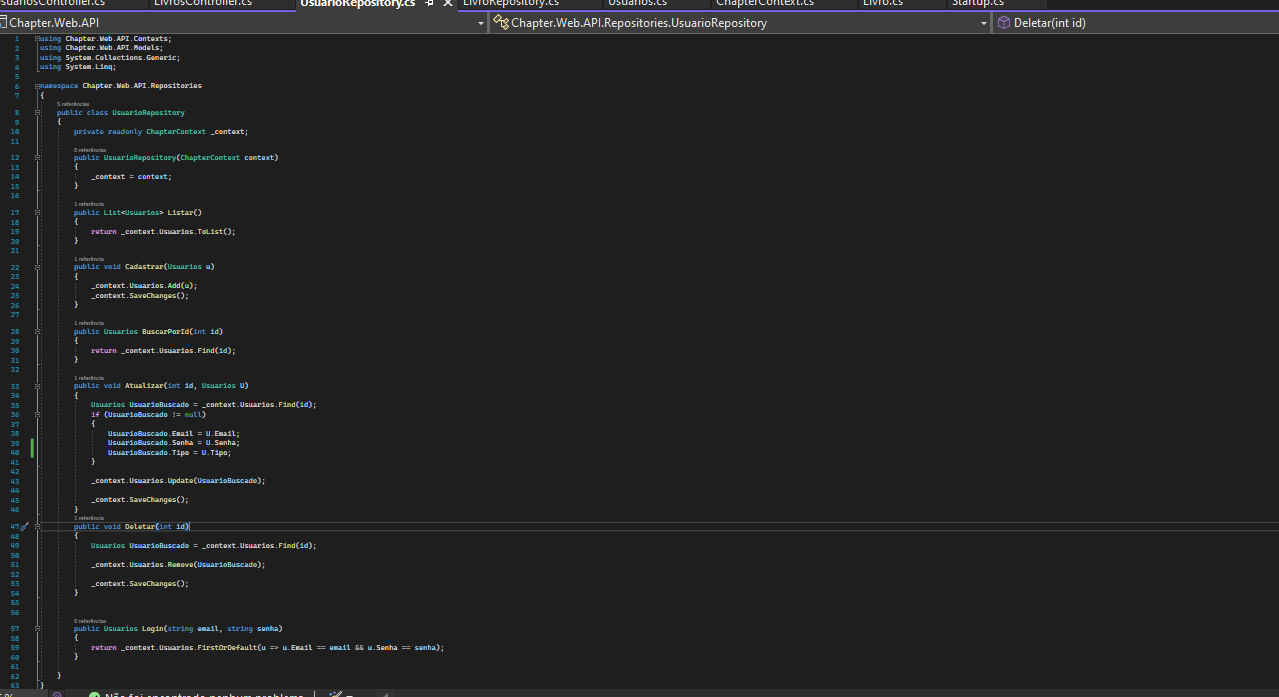 suariosController.cs LivrosController.cs UsuarioRepository.cs LivroRepository.cs Usuarios.cs ChapterContext.cs Livro.cs Startup.cs
Chapter.Web.API Chapter.Web.API.Repositories.UsuarioRepository Deletar(int id)
1 using Chapter.Web.API.Contexts;
2 using Chapter.Web.API.Models;
3 using System.Collections.Generic;
4 using System.Linq;
5
6 namespace Chapter.Web.API.Repositories
7 {
5 referências
8 public class UsuarioRepository
9 {
10 private readonly ChapterContext _context;
11
0 referências
12 public UsuarioRepository(ChapterContext context)
13 {
14 _context = context;
15 }
16
1 referência
17 public List<Usuarios> Listar()
18 {
19 return _context.Usuarios.ToList();
20 }
21
1 referência
22 public void Cadastrar(Usuarios u)
23 {
24 _context.Usuarios.Add(u);
25 _context.SaveChanges();
26 }
27
1 referência
28 public Usuarios BuscarPorId(int id)
29 {
30 return _context.Usuarios.Find(id);
31 }
32
1 referência
33 public void Atualizar(int id, Usuarios U)
34 {
35 Usuarios UsuarioBuscado = _context.Usuarios.Find(id);
36 if (UsuarioBuscado != null)
37 {
38 UsuarioBuscado.Email = U.Email;
39 UsuarioBuscado.Senha = U.Senha;
40 UsuarioBuscado.Tipo = U.Tipo;
41 }
42
43 _context.Usuarios.Update(UsuarioBuscado);
44
45 _context.SaveChanges();
46 }
1 referência
47 public void Deletar(int id)
48 {
49 Usuarios UsuarioBuscado = _context.Usuarios.Find(id);
50
51 _context.Usuarios.Remove(UsuarioBuscado);
52
53 _context.SaveChanges();
54 }
55
56
0 referências
57 public Usuarios Login(string email, string senha)
58 {
59 return _context.Usuarios.FirstOrDefault(u => u.Email == email && u.Senha == senha);
60 }
61
62 }
63 }
Não foi encontrado nenhum problema